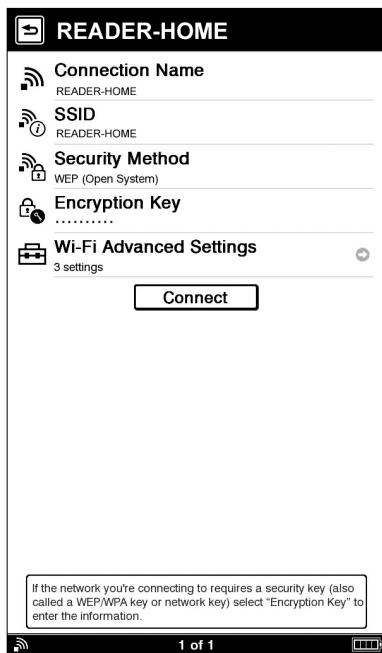 READER-HOME
Connection Name
READER-HOME
SSID
READER-HOME
Security Method
WEP (Open System)
Encryption Key
··········
Wi-Fi Advanced Settings
3 settings
Connect
If the network you're connecting to requires a security key (also
called a WEP/WPA key or network key) select “Encryption Key” to
enter the information.
1 of 1